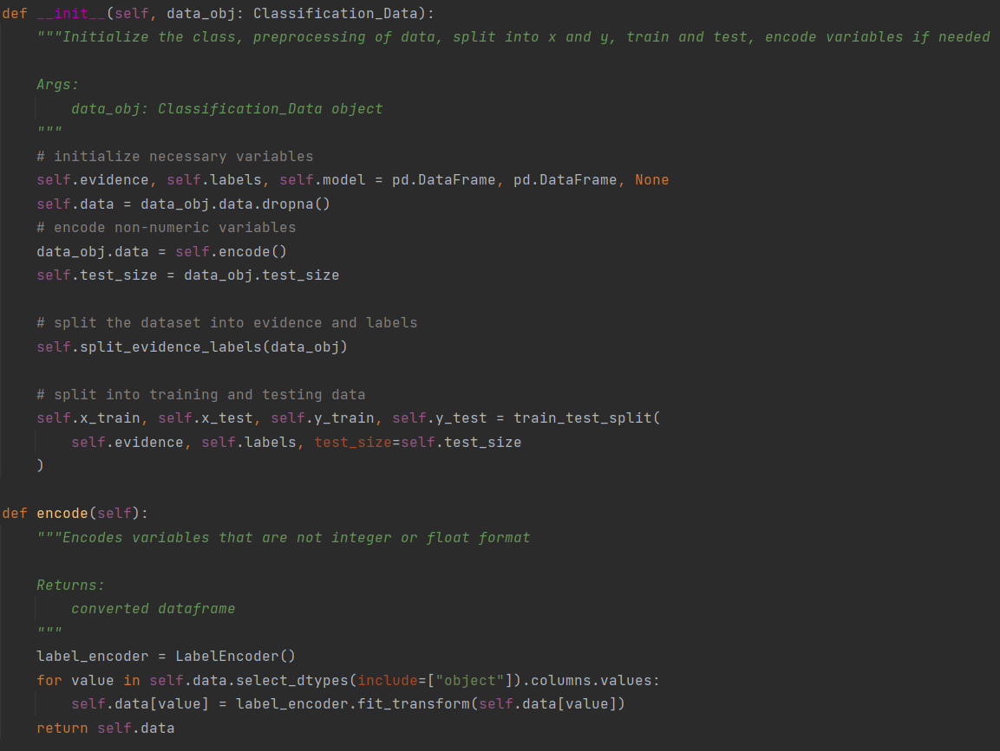 def __init__(self, data_obj: Classification_Data):
    """Initialize the class, preprocessing of data, split into x and y, train and test, encode variables if needed

    Args:
        data_obj: Classification_Data object
    """
    # initialize necessary variables
    self.evidence, self.labels, self.model = pd.DataFrame, pd.DataFrame, None
    self.data = data_obj.data.dropna()
    # encode non-numeric variables
    data_obj.data = self.encode()
    self.test_size = data_obj.test_size

    # split the dataset into evidence and labels
    self.split_evidence_labels(data_obj)

    # split into training and testing data
    self.x_train, self.x_test, self.y_train, self.y_test = train_test_split(
        self.evidence, self.labels, test_size=self.test_size
    )

def encode(self):
    """Encodes variables that are not integer or float format

    Returns:
        converted dataframe
    """
    label_encoder = LabelEncoder()
    for value in self.data.select_dtypes(include=["object"]).columns.values:
        self.data[value] = label_encoder.fit_transform(self.data[value])
    return self.data